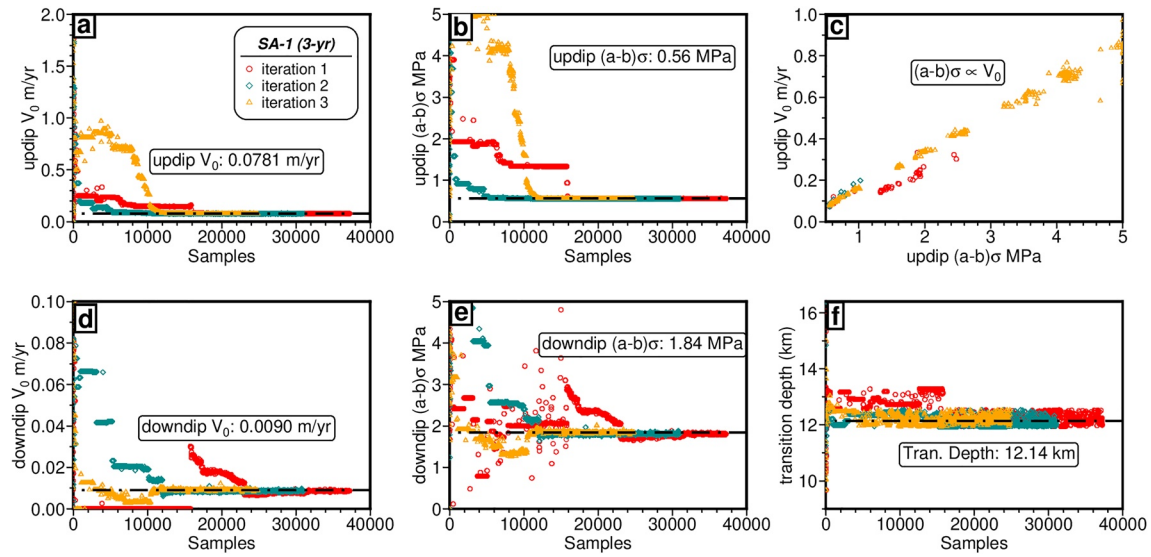 a
updip V0 m/yr
2.0
1.5
1.0
0.5
0.0
SA-1 (3-yr)
iteration 1
iteration 2
iteration 3
updip V0: 0.0781 m/yr
0 10000 20000 30000 40000
Samples
b
updip (a-b)σ MPa
5
4
3
2
1
0
updip (a-b)σ: 0.56 MPa
0 10000 20000 30000 40000
Samples
c
updip V0 m/yr
1.0
0.8
0.6
0.4
0.2
0.0
(a-b)σ ∝ V0
1 2 3 4 5
updip (a-b)σ MPa
d
downdip V0 m/yr
0.10
0.08
0.06
0.04
0.02
0.00
downdip V0: 0.0090 m/yr
0 10000 20000 30000 40000
Samples
e
downdip (a-b)σ MPa
5
4
3
2
1
0
downdip (a-b)σ: 1.84 MPa
0 10000 20000 30000 40000
Samples
f
transition depth (km)
16
14
12
10
Tran. Depth: 12.14 km
0 10000 20000 30000 40000
Samples